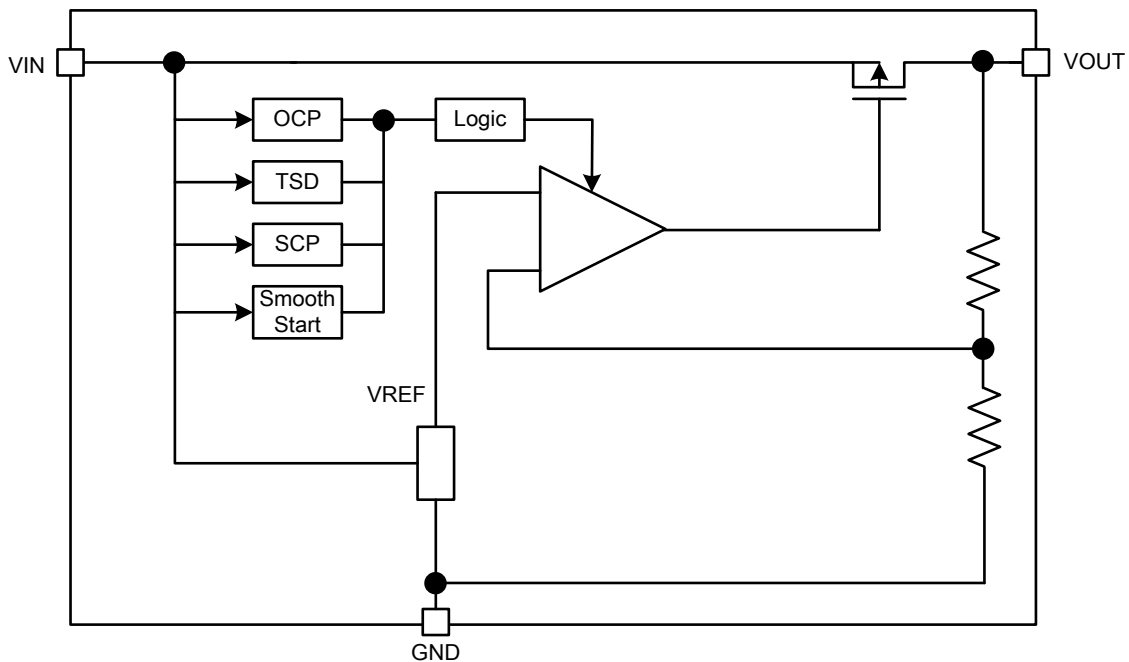 VIN
VOUT
OCP
Logic
TSD
SCP
Smooth
Start
VREF
GND